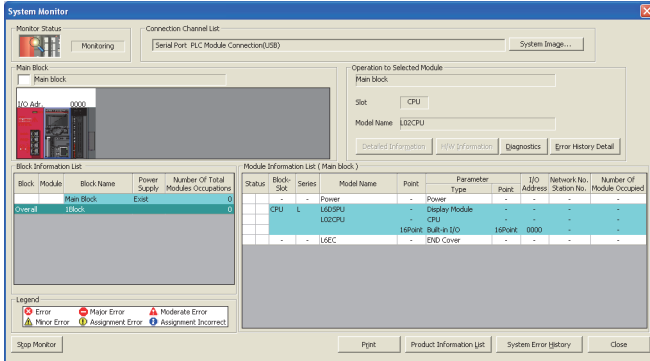 System Monitor
Monitor Status
Monitoring
Connection Channel List
Serial Port PLC Module Connection(USB)
System Image...
Main Block
Main block
I/O Adr. 0000
Operation to Selected Module
Main block
Slot CPU
Model Name L02CPU
Detailed Information H/W Information Diagnostics Error History Detail
Block Information List
Block Module Block Name Power Supply Number Of Total Modules Occupations
Main Block Exist 0
Overall 1Block 0
Module Information List ( Main block )
Status Block-Slot Series Model Name Point Parameter Type Point I/O Address Network No. Station No. Number Of Module Occupied
- - Power - Power - - - -
CPU L L6DSPU - Display Module - - - -
L02CPU - CPU - - - -
16Point Built-in I/O 16Point 0000 - -
- - L6EC - END Cover - - - -
Legend
Error Major Error Moderate Error
Minor Error Assignment Error Assignment Incorrect
Stop Monitor Print Product Information List System Error History Close